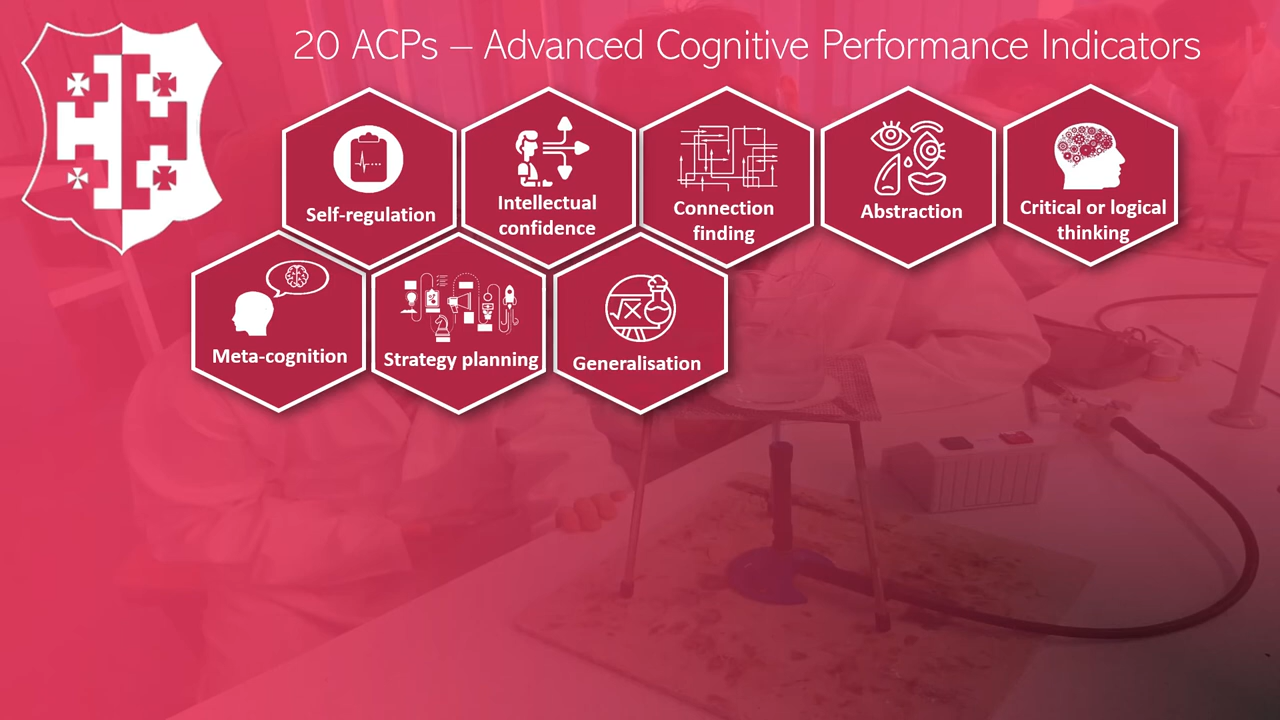 20 ACPs – Advanced Cognitive Performance Indicators
Self-regulation
Intellectual
confidence
Connection
finding
Abstraction
Critical or logical
thinking
Meta-cognition
Strategy planning
Generalisation